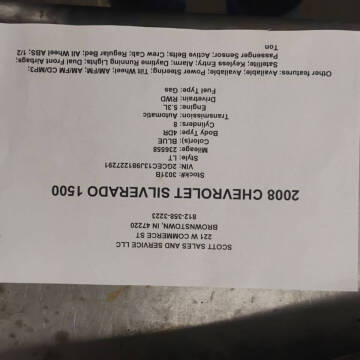 SCOTT SALES AND SERVICE LLC
221 W COMMERCE ST
BROWNSTOWN, IN 47220
812-358-3223
2008 CHEVROLET SILVERADO 1500
Stock#: 3031B
VIN: 2GCEC13J981227291
Style: LT
Mileage: 236558
Color(s): BLUE
Body Type: 4DR
Cylinders: 8
Transmission: Automatic
Engine: 5.3L
Drivetrain: RWD
Fuel Type: Gas
Other features: Available; Available; Power Steering; Tilt Wheel; AM/FM; AM/FM CD/MP3;
Satellite; Keyless Entry; Alarm; Daytime Running Lights; Dual Front Airbags;
Passenger Sensor; Active Belts; Crew Cab; Regular Bed; All Wheel ABS; 1/2
Ton